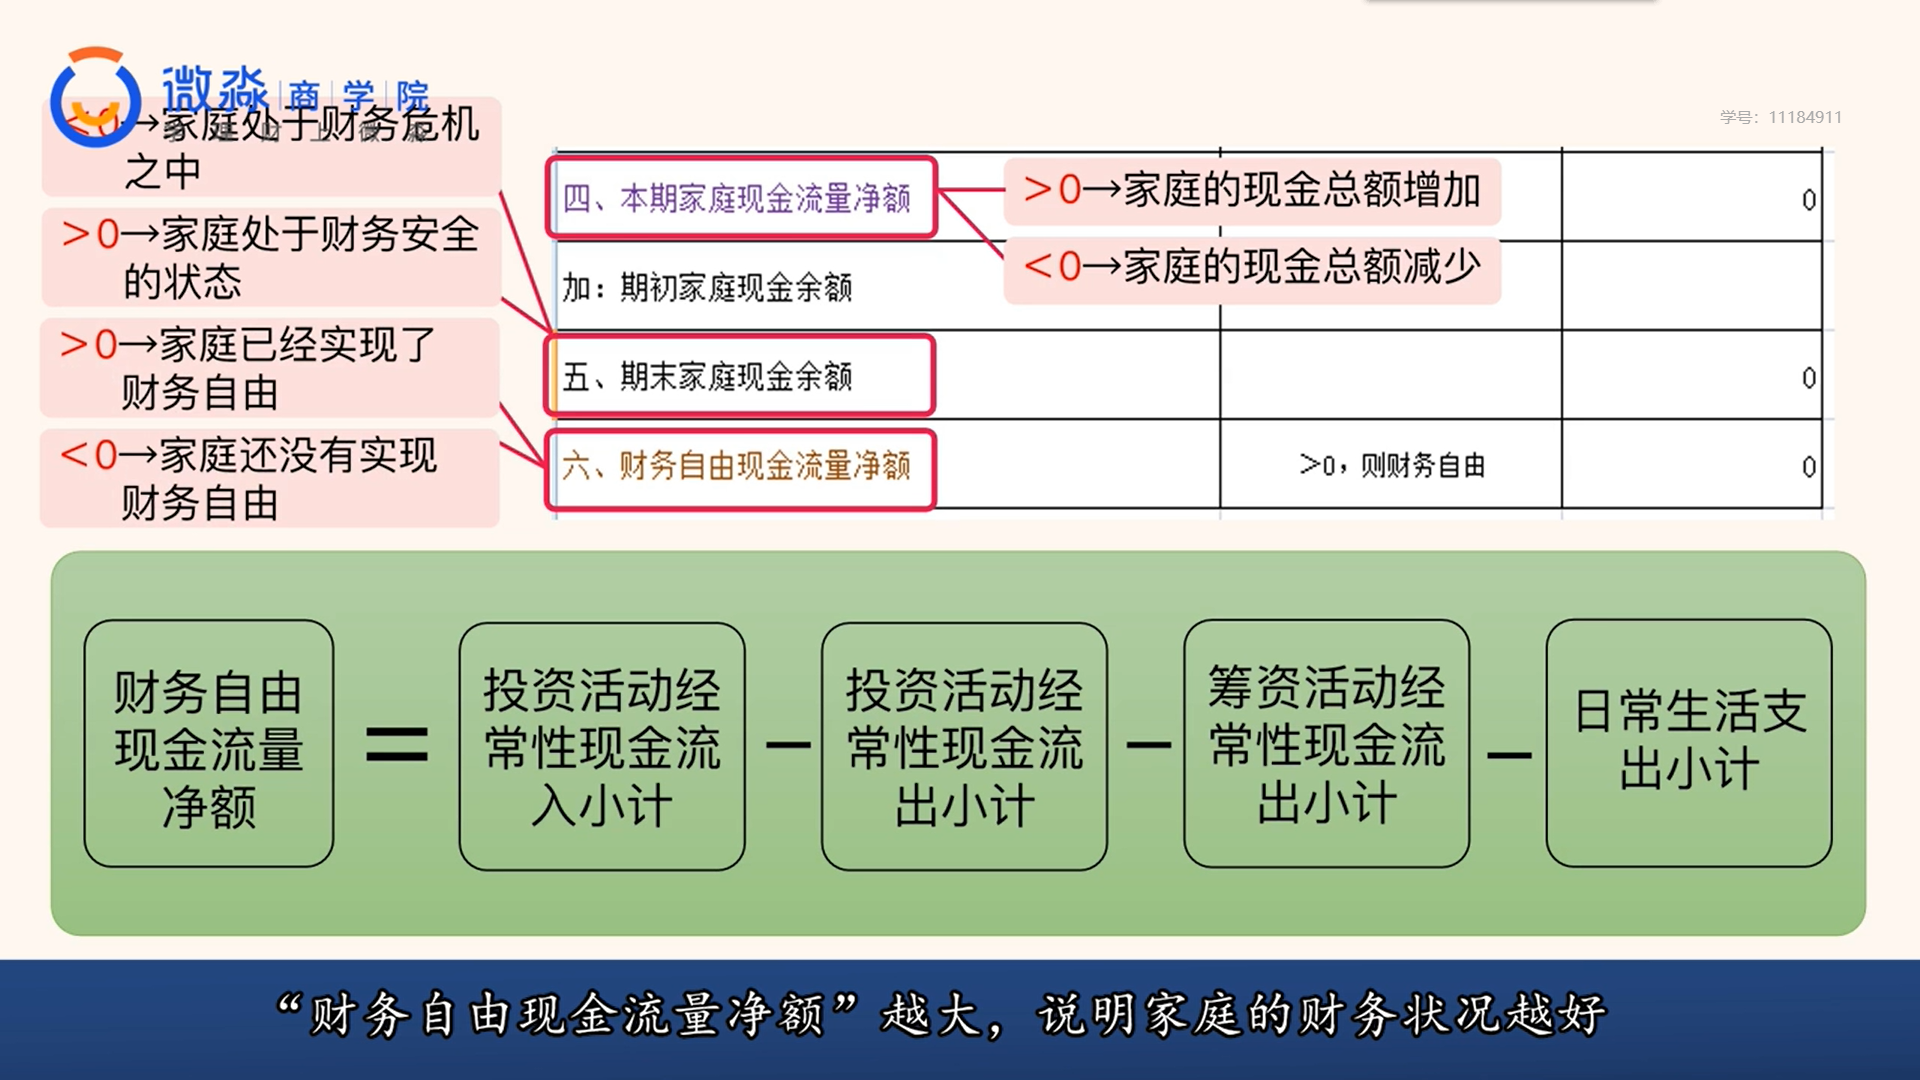 微淼 商 学 院
学号：11184911
<0→家庭处于财务危机
之中
>0→家庭处于财务安全
的状态
>0→家庭已经实现了
财务自由
<0→家庭还没有实现
财务自由
四、本期家庭现金流量净额
>0→家庭的现金总额增加
0
<0→家庭的现金总额减少
加：期初家庭现金余额
五、期末家庭现金余额
0
六、财务自由现金流量净额
>0，则财务自由
0
财务自由
现金流量
净额
=
投资活动经
常性现金流
入小计
－
投资活动经
常性现金流
出小计
－
筹资活动经
常性现金流
出小计
－
日常生活支
出小计
“财务自由现金流量净额”越大，说明家庭的财务状况越好